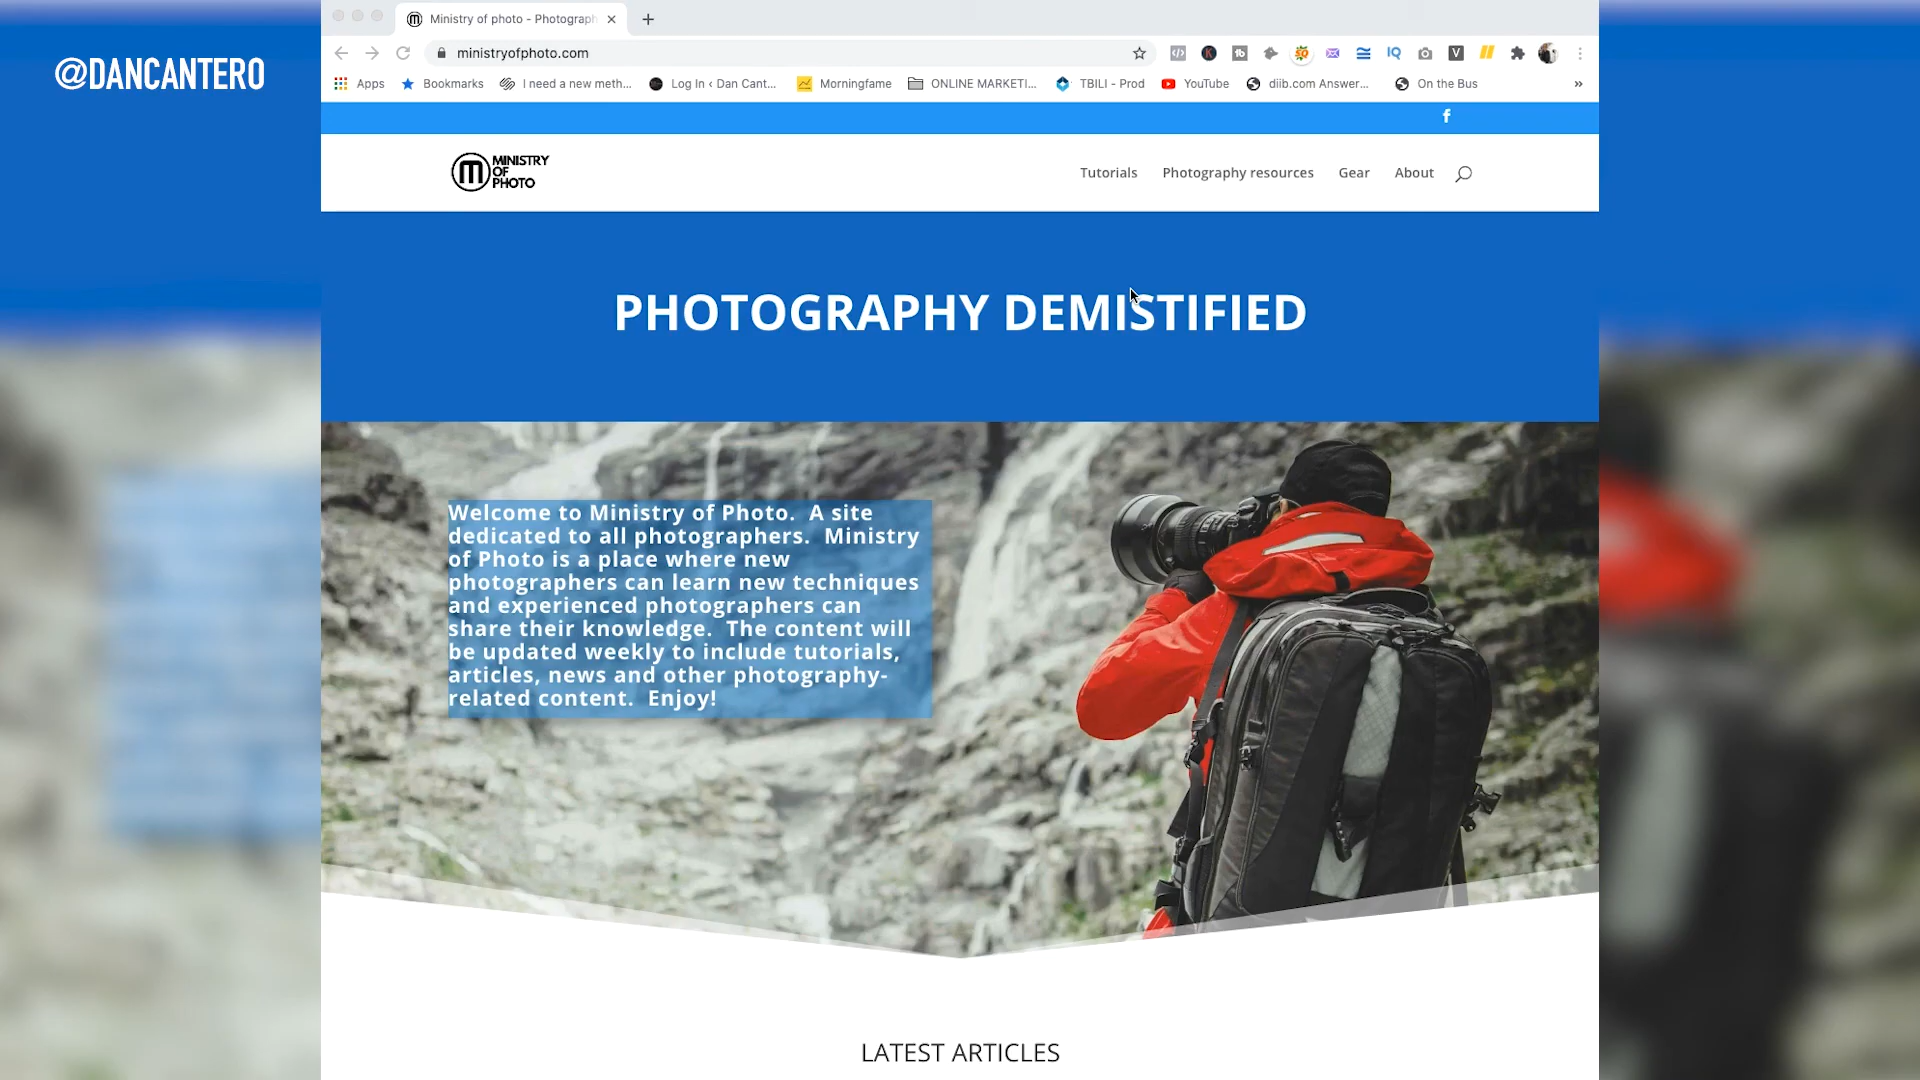 @DANCANTERO
Ministry of photo - Photograph
ministryofphoto.com
Apps
Bookmarks
I need a new meth...
Log In ‹ Dan Cant...
Morningfame
ONLINE MARKETI...
TBILI - Prod
YouTube
diib.com Answer...
On the Bus
MINISTRY
OF
PHOTO
Tutorials
Photography resources
Gear
About
PHOTOGRAPHY DEMISTIFIED
Welcome to Ministry of Photo. A site
dedicated to all photographers. Ministry
of Photo is a place where new
photographers can learn new techniques
and experienced photographers can
share their knowledge. The content will
be updated weekly to include tutorials,
articles, news and other photography-
related content. Enjoy!
LATEST ARTICLES